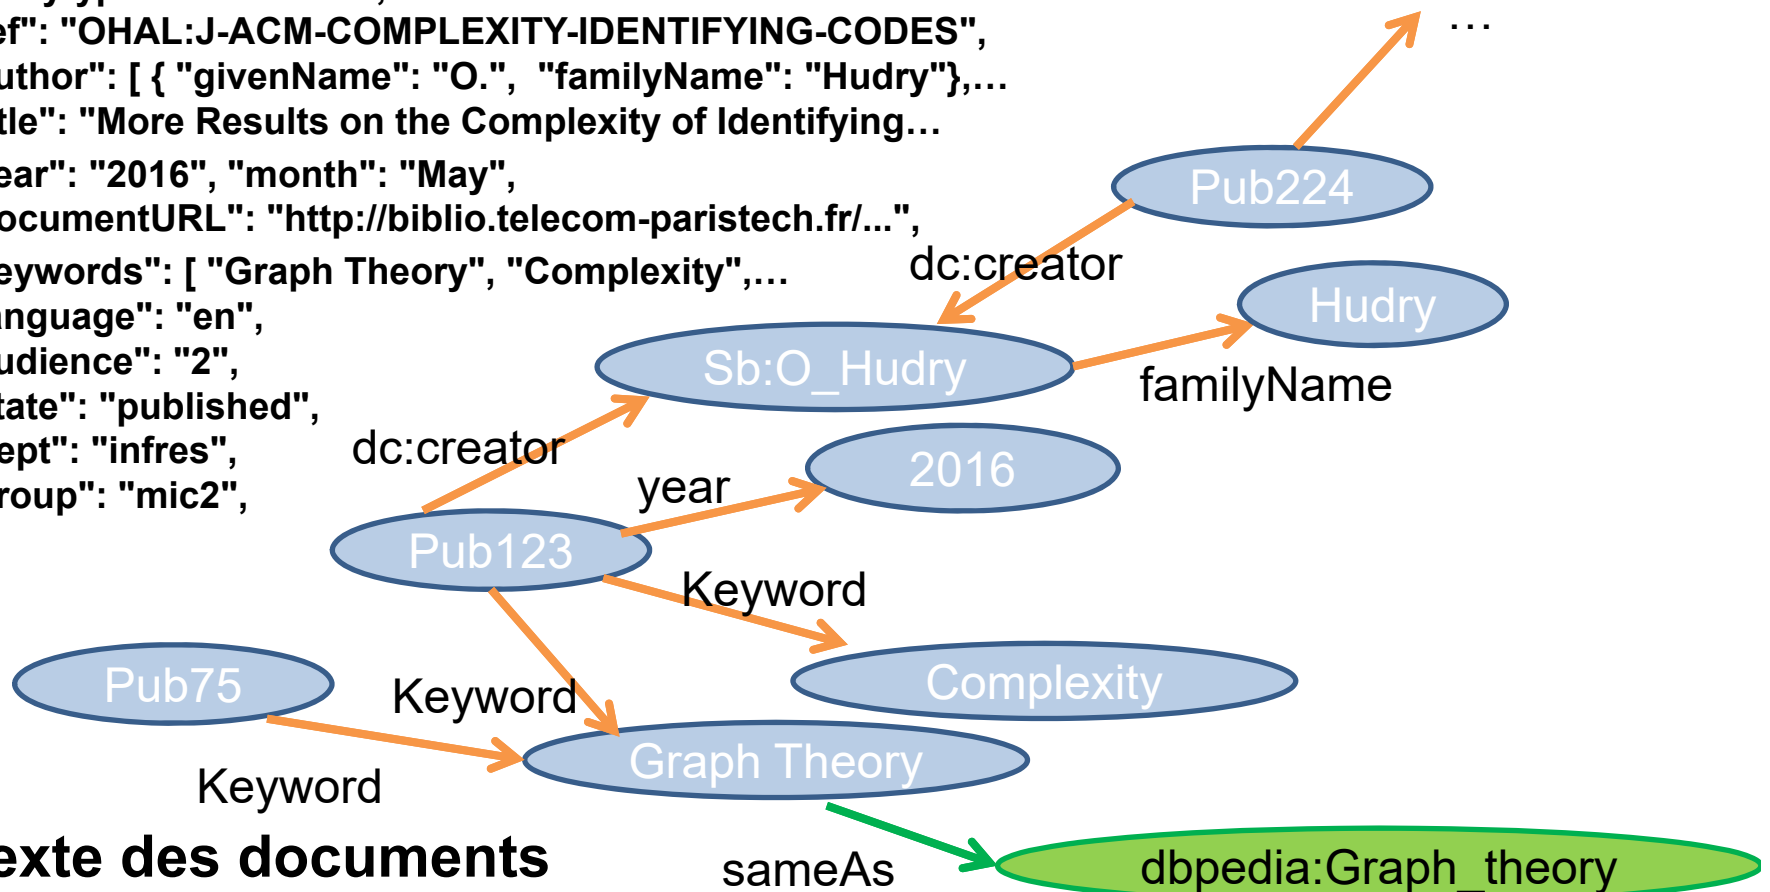 ef": "OHAL:J-ACM-COMPLEXITY-IDENTIFYING-CODES",
uthor": [ { "givenName": "O.",  "familyName": "Hudry"},…
tle": "More Results on the Complexity of Identifying…
ear": "2016", "month": "May",
ocumentURL": "http://biblio.telecom-paristech.fr/...",
eywords": [ "Graph Theory", "Complexity",…
anguage": "en",
udience": "2",
tate": "published",
ept": "infres",
roup": "mic2",
…
Pub224
dc:creator
Hudry
Sb:O_Hudry
familyName
dc:creator
2016
year
Pub123
Keyword
Pub75
Complexity
Keyword
Graph Theory
Keyword
exte des documents
sameAs
dbpedia:Graph_theory